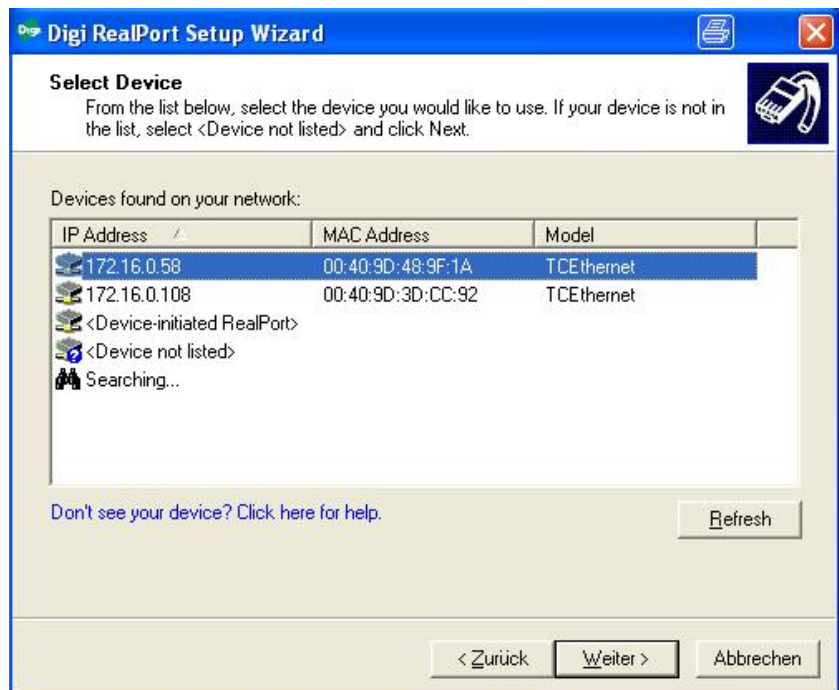 Digi Digi RealPort Setup Wizard
Select Device
From the list below, select the device you would like to use. If your device is not in
the list, select <Device not listed> and click Next.
Devices found on your network:
IP Address MAC Address Model
172.16.0.58 00:40:9D:48:9F:1A TCEthernet
172.16.0.108 00:40:9D:3D:CC:92 TCEthernet
<Device-initiated RealPort>
<Device not listed>
Searching...
Don't see your device? Click here for help.
Refresh
< Zurück Weiter > Abbrechen